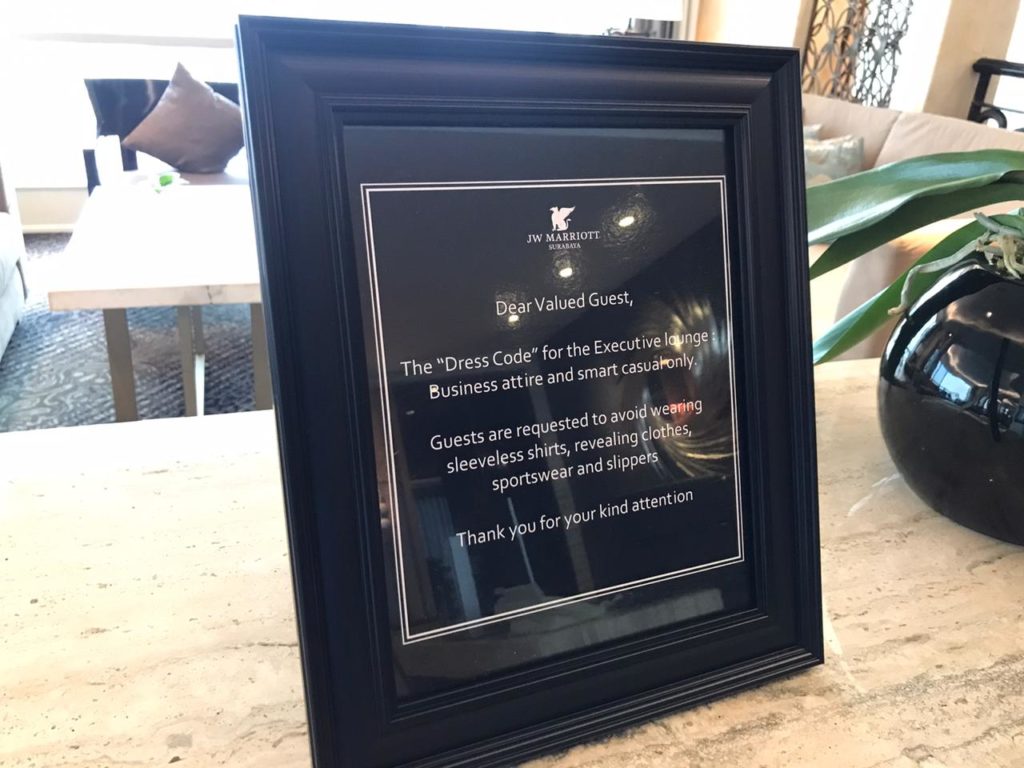 JW MARRIOTT
SURABAYA
Dear Valued Guest,
The “Dress Code” for the Executive lounge :
Business attire and smart casual only.
Guests are requested to avoid wearing
sleeveless shirts, revealing clothes,
sportswear and slippers
Thank you for your kind attention